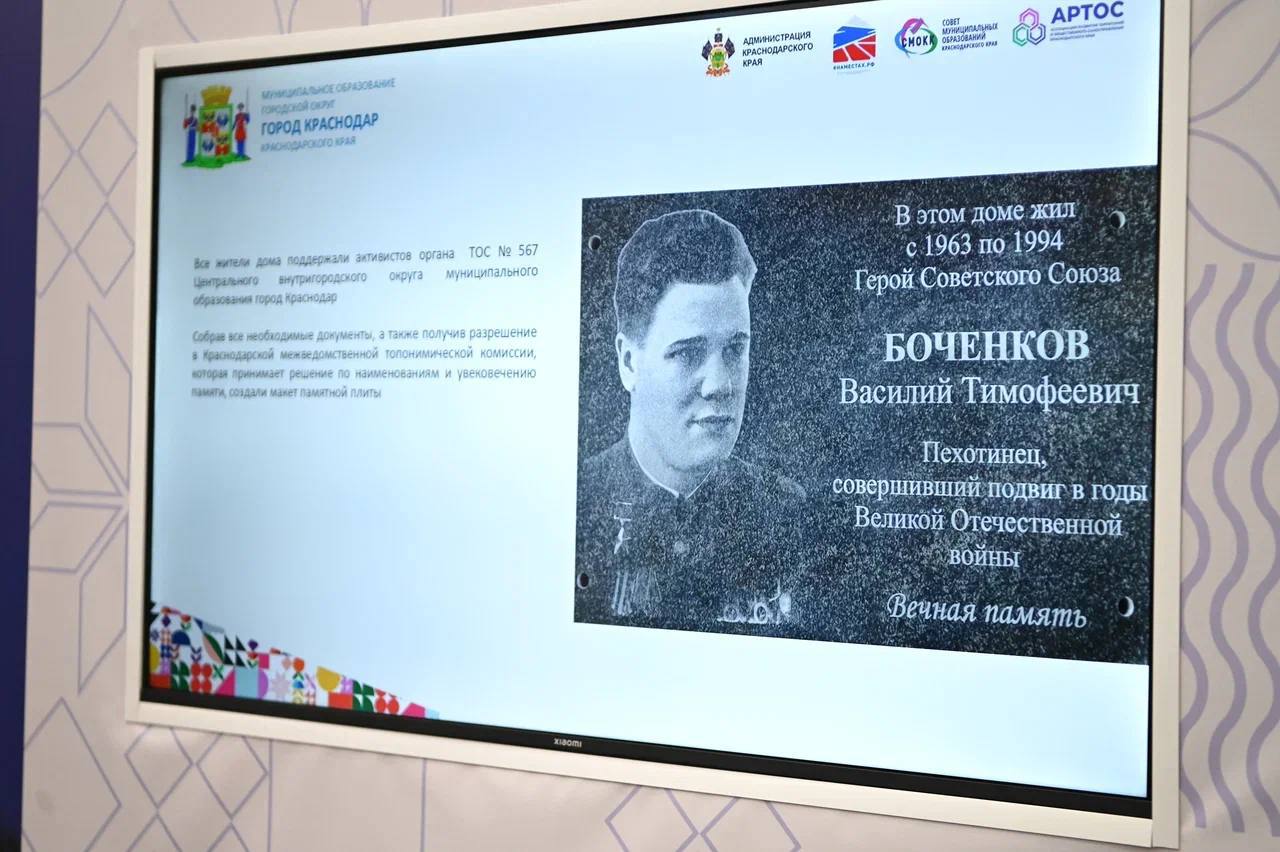 МУНИЦИПАЛЬНОЕ ОБРАЗОВАНИЕ
ГОРОДСКОЙ ОКРУГ
ГОРОД КРАСНОДАР
КРАСНОДАРСКОГО КРАЯ
АДМИНИСТРАЦИЯ
КРАСНОДАРСКОГО
КРАЯ
#НАМЕСТАХ.РФ
СМОКК
СОВЕТ
МУНИЦИПАЛЬНЫХ
ОБРАЗОВАНИЙ
КРАСНОДАРСКОГО КРАЯ
АРТОС
Все жители дома поддержали активистов органа ТОС № 567
Центрального внутригородского округа муниципального
образования город Краснодар
Собрав все необходимые документы, а также получив разрешение
в Краснодарской межведомственной топонимической комиссии,
которая принимает решение по наименованиям и увековечению
памяти, создали макет памятной плиты
В этом доме жил
с 1963 по 1994
Герой Советского Союза
БОЧЕНКОВ
Василий Тимофеевич
Пехотинец,
совершивший подвиг в годы
Великой Отечественной
войны
Вечная память
xiaomi